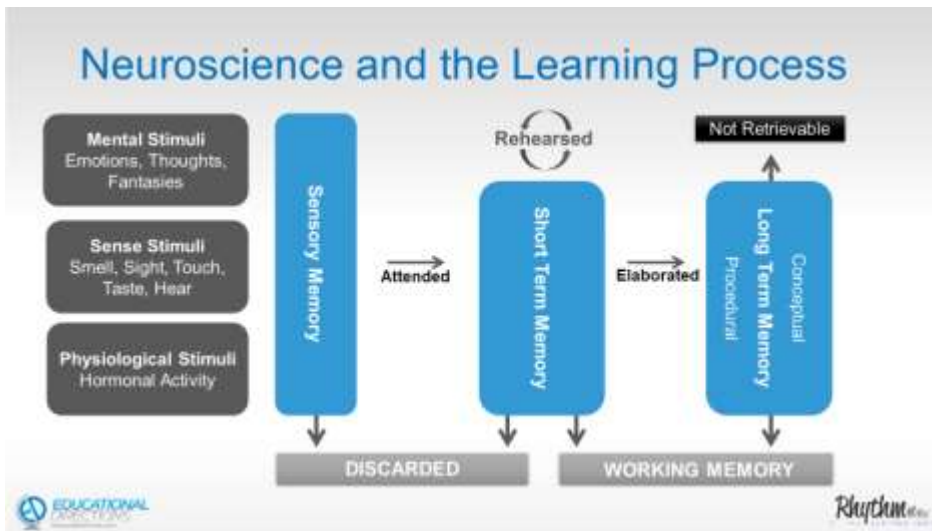 Neuroscience and the Learning Process
Mental Stimuli
Emotions, Thoughts,
Fantasies
Sense Stimuli
Smell, Sight, Touch,
Taste, Hear
Physiological Stimuli
Hormonal Activity
Sensory Memory
Attended
Rehearsed
Short Term Memory
Elaborated
Not Retrievable
Conceptual
Long Term Memory
Procedural
DISCARDED
WORKING MEMORY
EDUCATIONAL
DIRECTIONS
Rhythm